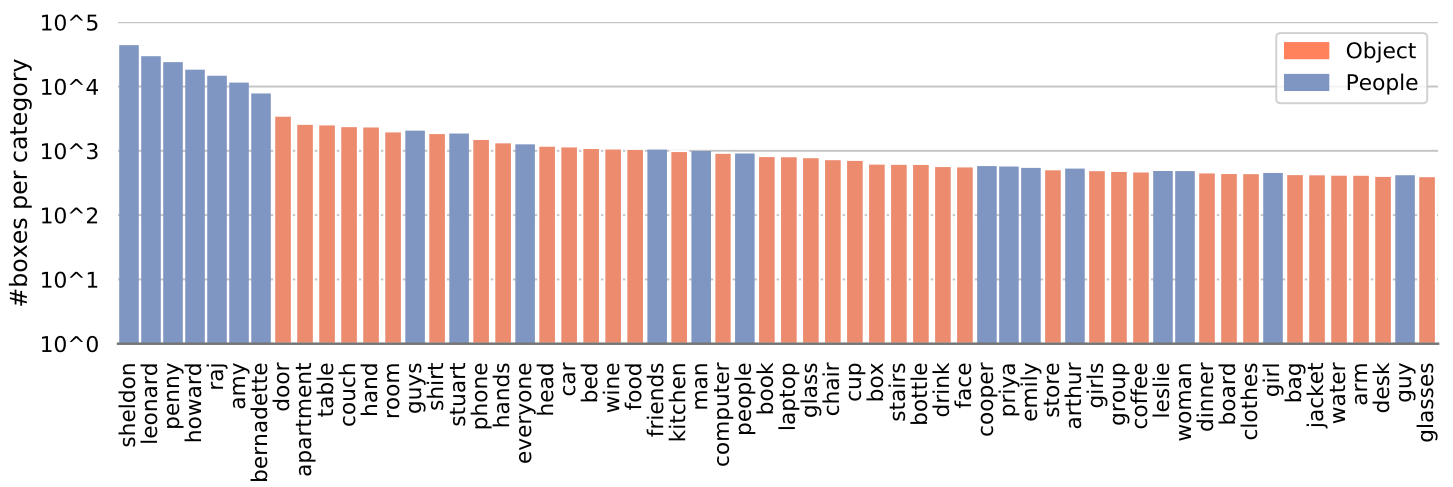 #boxes per category
10^5
10^4
10^3
10^2
10^1
10^0
Object
People
sheldon
leonard
penny
howard
raj
amy
bernadette
door
apartment
table
couch
hand
room
guys
shirt
stuart
phone
hands
everyone
head
car
bed
wine
food
friends
kitchen
man
computer
people
book
laptop
glass
chair
cup
box
stairs
bottle
drink
face
cooper
priya
emily
store
arthur
girls
group
coffee
leslie
woman
dinner
board
clothes
girl
bag
jacket
water
arm
desk
guy
glasses